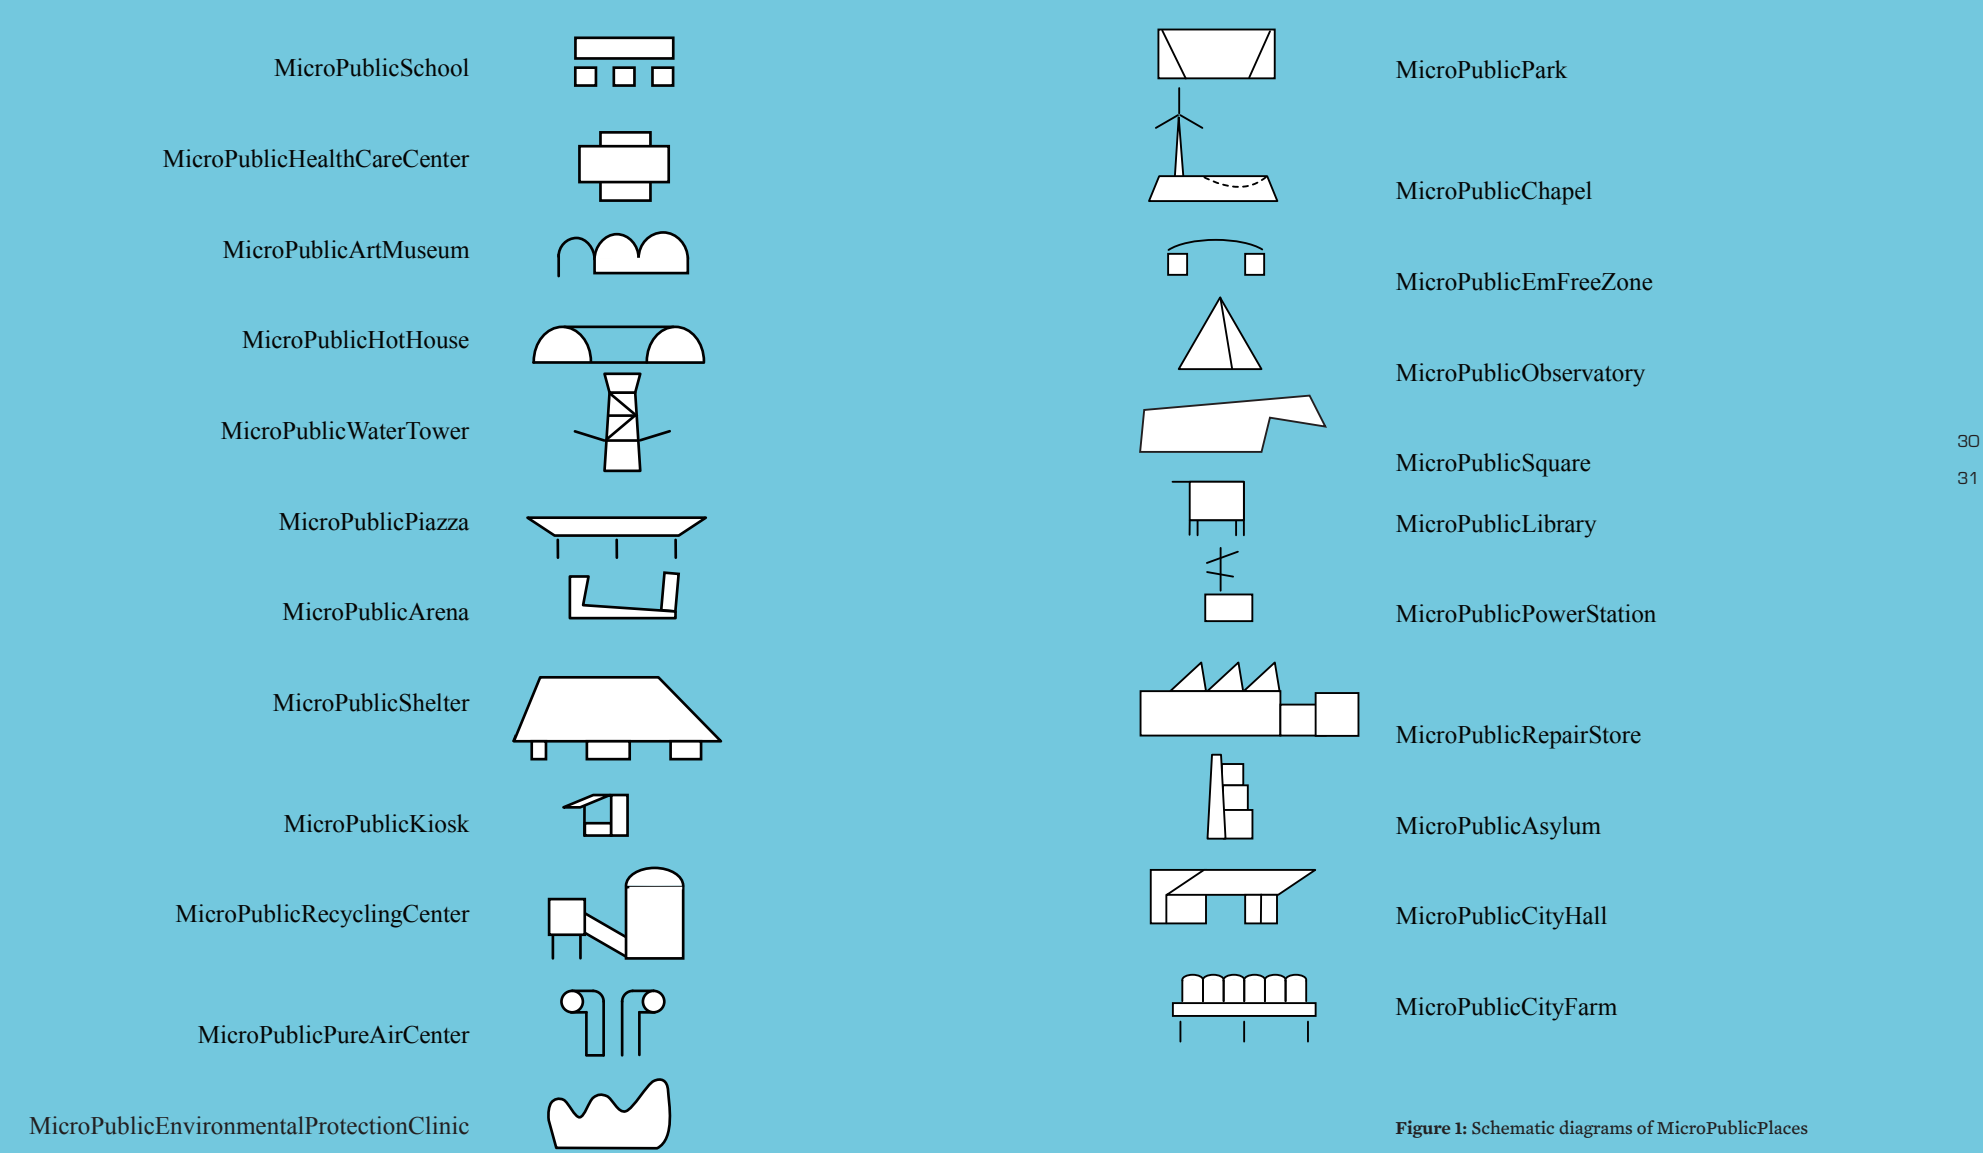 MicroPublicSchool
MicroPublicHealthCareCenter
MicroPublicArtMuseum
MicroPublicHotHouse
MicroPublicWaterTower
MicroPublicPiazza
MicroPublicArena
MicroPublicShelter
MicroPublicKiosk
MicroPublicRecyclingCenter
MicroPublicPureAirCenter
MicroPublicEnvironmentalProtectionClinic
MicroPublicPark
MicroPublicChapel
MicroPublicEmFreeZone
MicroPublicObservatory
MicroPublicSquare
MicroPublicLibrary
MicroPublicPowerStation
MicroPublicRepairStore
MicroPublicAsylum
MicroPublicCityHall
MicroPublicCityFarm
Figure 1: Schematic diagrams of MicroPublicPlaces
30
31